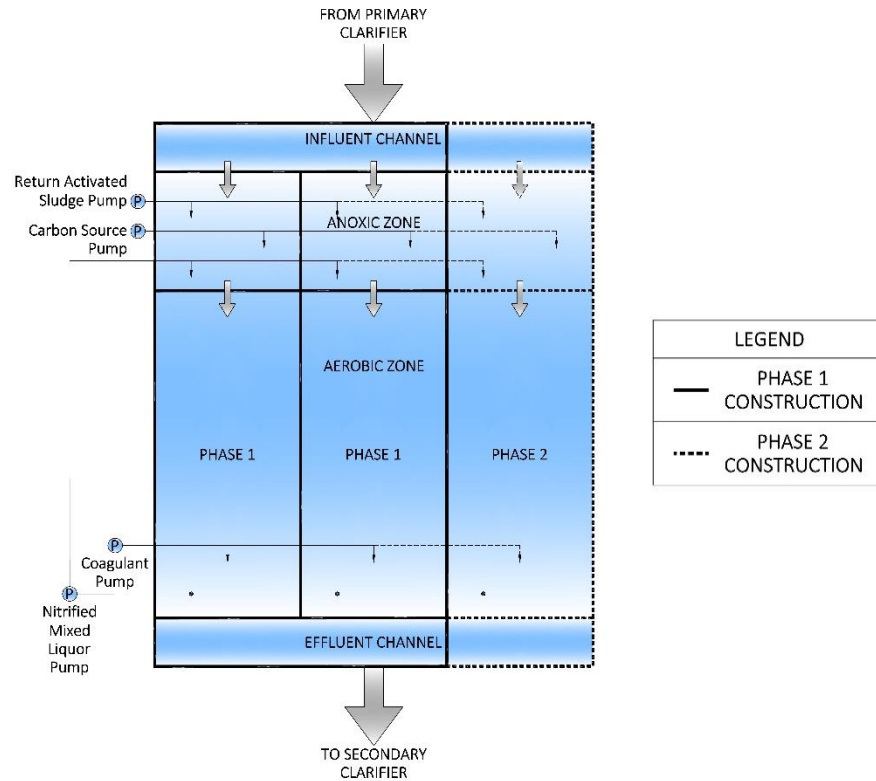 FROM PRIMARY
CLARIFIER
INFLUENT CHANNEL
Return Activated
Sludge Pump
P
ANOXIC ZONE
Carbon Source
Pump
P
AEROBIC ZONE
PHASE 1
PHASE 1
PHASE 2
P
Coagulant
Pump
P
Nitrified
Mixed
Liquor
Pump
EFFLUENT CHANNEL
TO SECONDARY
CLARIFIER
LEGEND
PHASE 1
CONSTRUCTION
PHASE 2
CONSTRUCTION